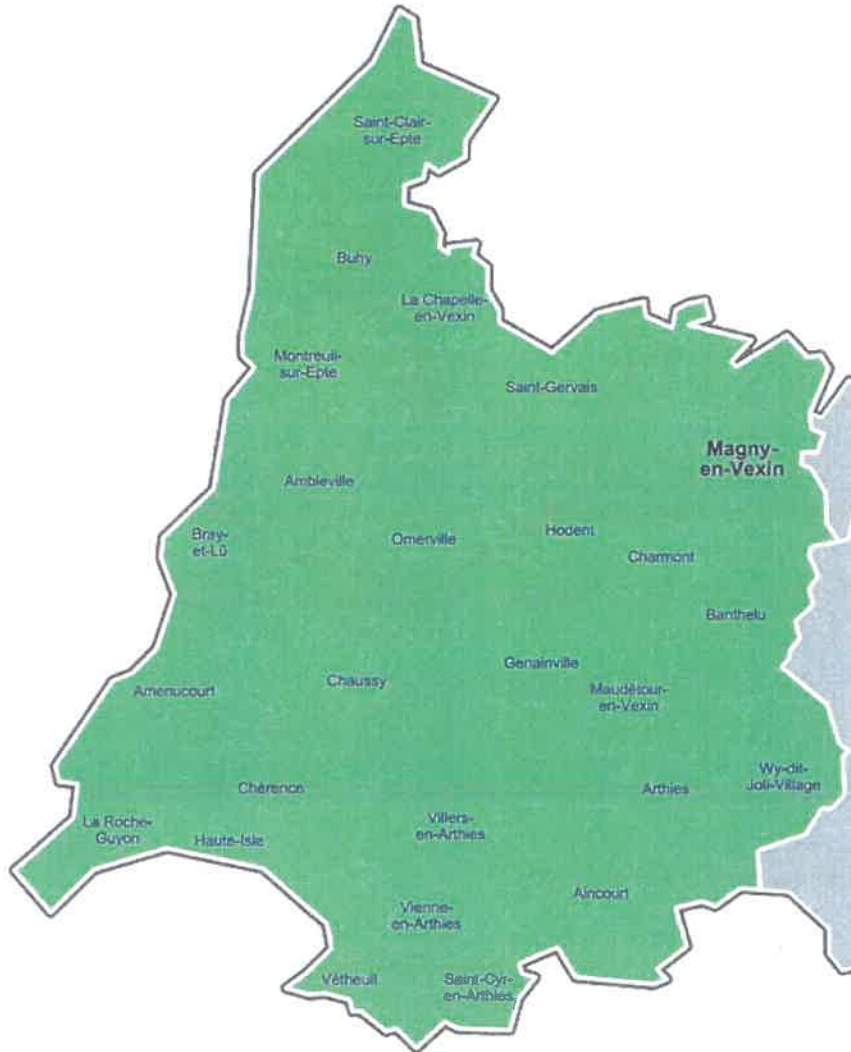 Saint-Clair-
sur-Epte
Buhy
La Chapelle-
en-Vexin
Montreuil-
sur-Epte
Saint-Gervais
Magny-
en-Vexin
Ambleville
Bray-
et-Lû
Omerville
Hodent
Charmont
Banthelu
Genainville
Chaussy
Amenucourt
Maudétour-
en-Vexin
Wy-dit-
Joli-Village
Chérence
Arthies
La Roche-
Guyon
Haute-Isle
Villers-
en-Arthies
Aincourt
Vienne-
en-Arthies
Vétheuil
Saint-Cyr-
en-Arthies